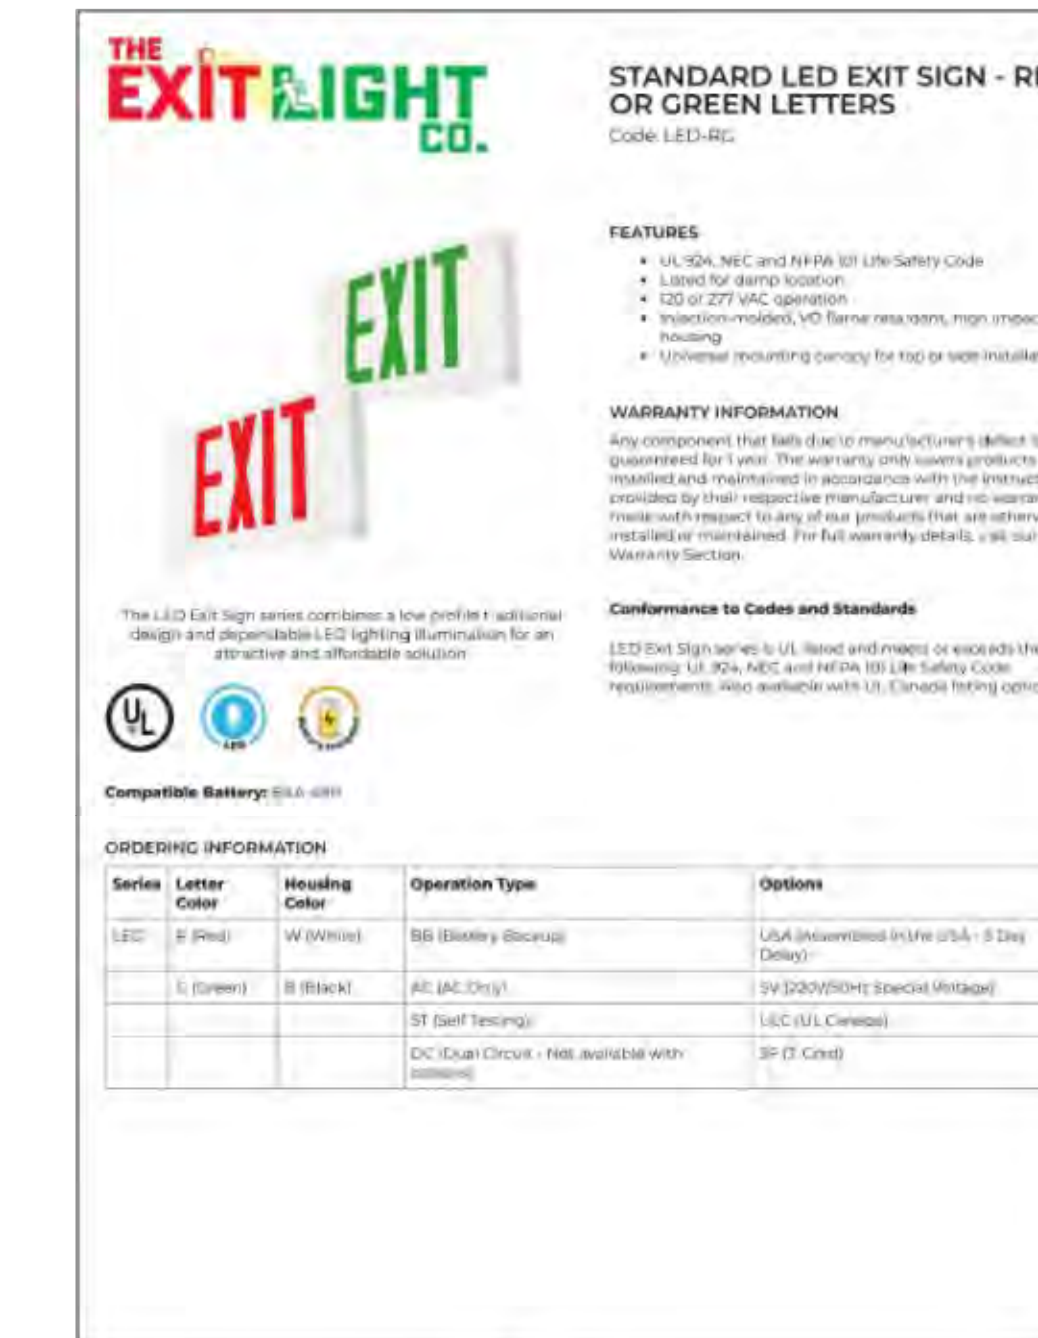 THE
EXIT LIGHT
CO.
STANDARD LED EXIT SIGN - R
OR GREEN LETTERS
Code: LED-RG
FEATURES
UL 924, NEC and NFPA 101 Life Safety Code
Listed for damp location
120 or 277 VAC operation
Injection-molded, V0 flame retardant, high impac
housing
Universal mounting canopy for top or side installa
EXIT
EXIT
WARRANTY INFORMATION
Any component that fails due to manufacturer's defect is
guaranteed for 1 year. The warranty only covers products
installed and maintained in accordance with the instruct
provided by their respective manufacturer and no warran
made with respect to any of our products that are otherw
installed or maintained. For full warranty details, visit our
Warranty Section.
The LED Exit Sign series combines a low profile traditional
design and dependable LED lighting illumination for an
attractive and affordable solution
Conformance to Codes and Standards
LED Exit Sign series is UL listed and meets or exceeds the
following: UL 924, NEC and NFPA 101 Life Safety Code
requirements. Also available with UL Canada listing optio
UL
LED
Compatible Battery:
ORDERING INFORMATION
Series Letter Color Housing Color Operation Type Options
LED R (Red) W (White) BB (Battery Backup) USA (Assembled in the USA - 5 Day Delay)
G (Green) B (Black) AC (AC Only) SV (220V/50Hz Special Voltage)
ST (Self Testing) ULC (UL Canada)
DC (Dual Circuit - Not available with 3P (3' Cord)